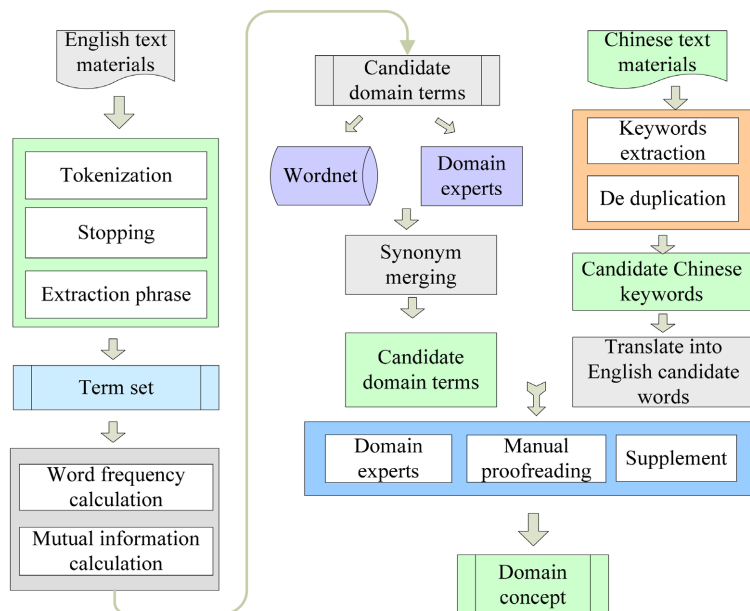 English text
materials
Tokenization
Stopping
Extraction phrase
Term set
Word frequency
calculation
Mutual information
calculation
Candidate
domain terms
Wordnet
Domain
experts
Synonym
merging
Candidate
domain terms
Chinese text
materials
Keywords
extraction
De duplication
Candidate Chinese
keywords
Translate into
English candidate
words
Domain
experts
Manual
proofreading
Supplement
Domain
concept